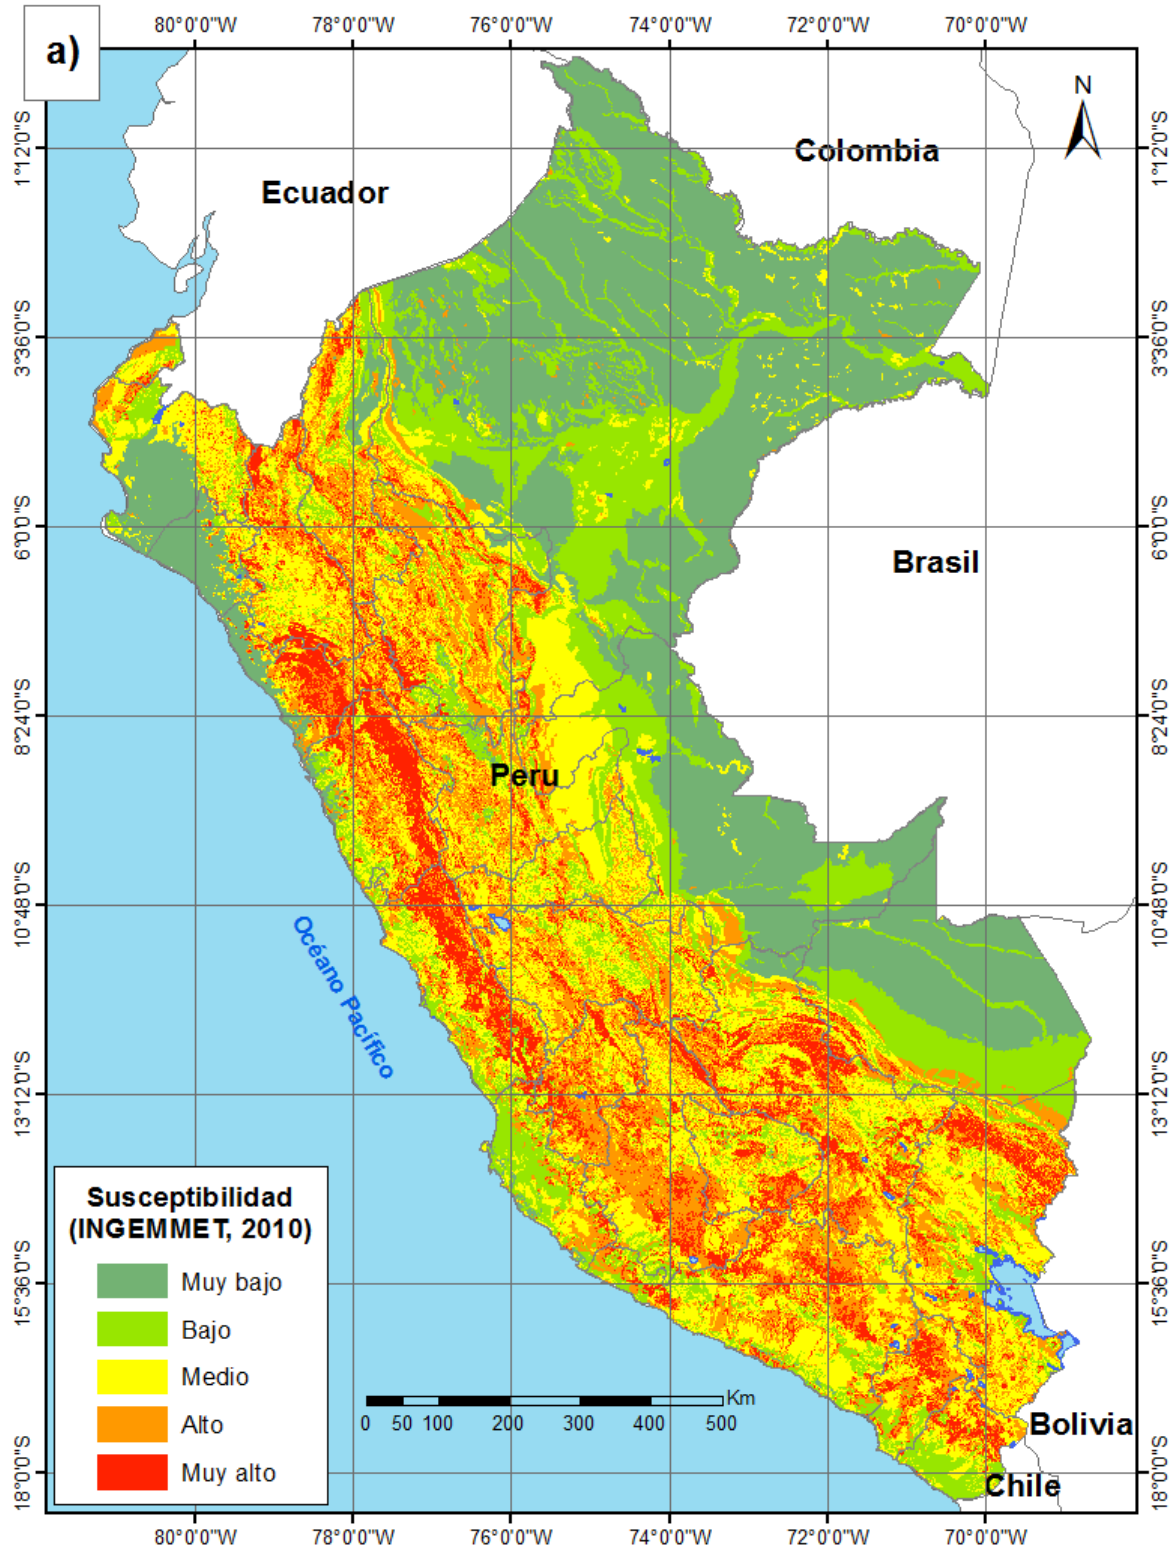 80°0'0"W 78°0'0"W 76°0'0"W 74°0'0"W 72°0'0"W 70°0'0"W
a)
N
1°12'0"S 1°12'0"S
Colombia
Ecuador
3°36'0"S 3°36'0"S
6°0'0"S 6°0'0"S
Brasil
8°24'0"S 8°24'0"S
Peru
10°48'0"S 10°48'0"S
Océano Pacífico
13°12'0"S 13°12'0"S
Susceptibilidad
(INGEMMET, 2010)
Muy bajo
15°36'0"S 15°36'0"S
Bajo
Medio
Km
0 50 100 200 300 400 500
Alto
Bolivia
Muy alto
18°0'0"S 18°0'0"S
Chile
80°0'0"W 78°0'0"W 76°0'0"W 74°0'0"W 72°0'0"W 70°0'0"W